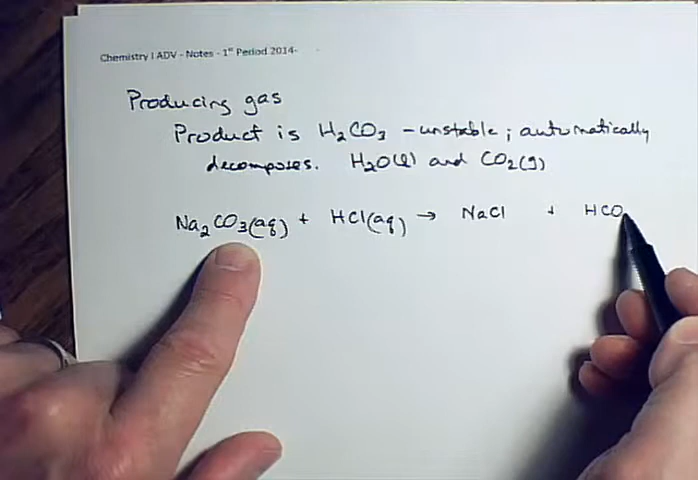 Chemistry I ADV - Notes - 1st Period 2014-
Producing gas
Product is H₂CO₃ - unstable; automatically
decomposes. H₂O(l) and CO₂(g)
Na₂CO₃(aq) + HCl(aq) → NaCl + HCO